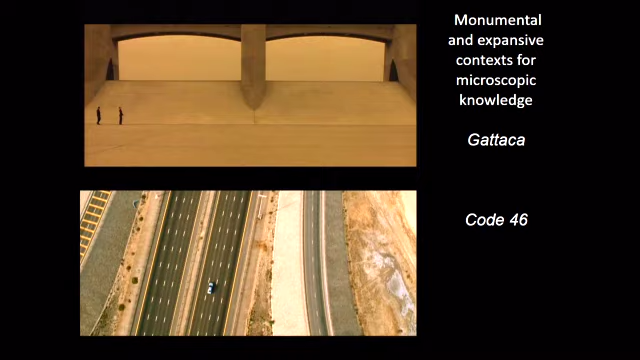 Monumental
and expansive
contexts for
microscopic
knowledge
Gattaca
Code 46